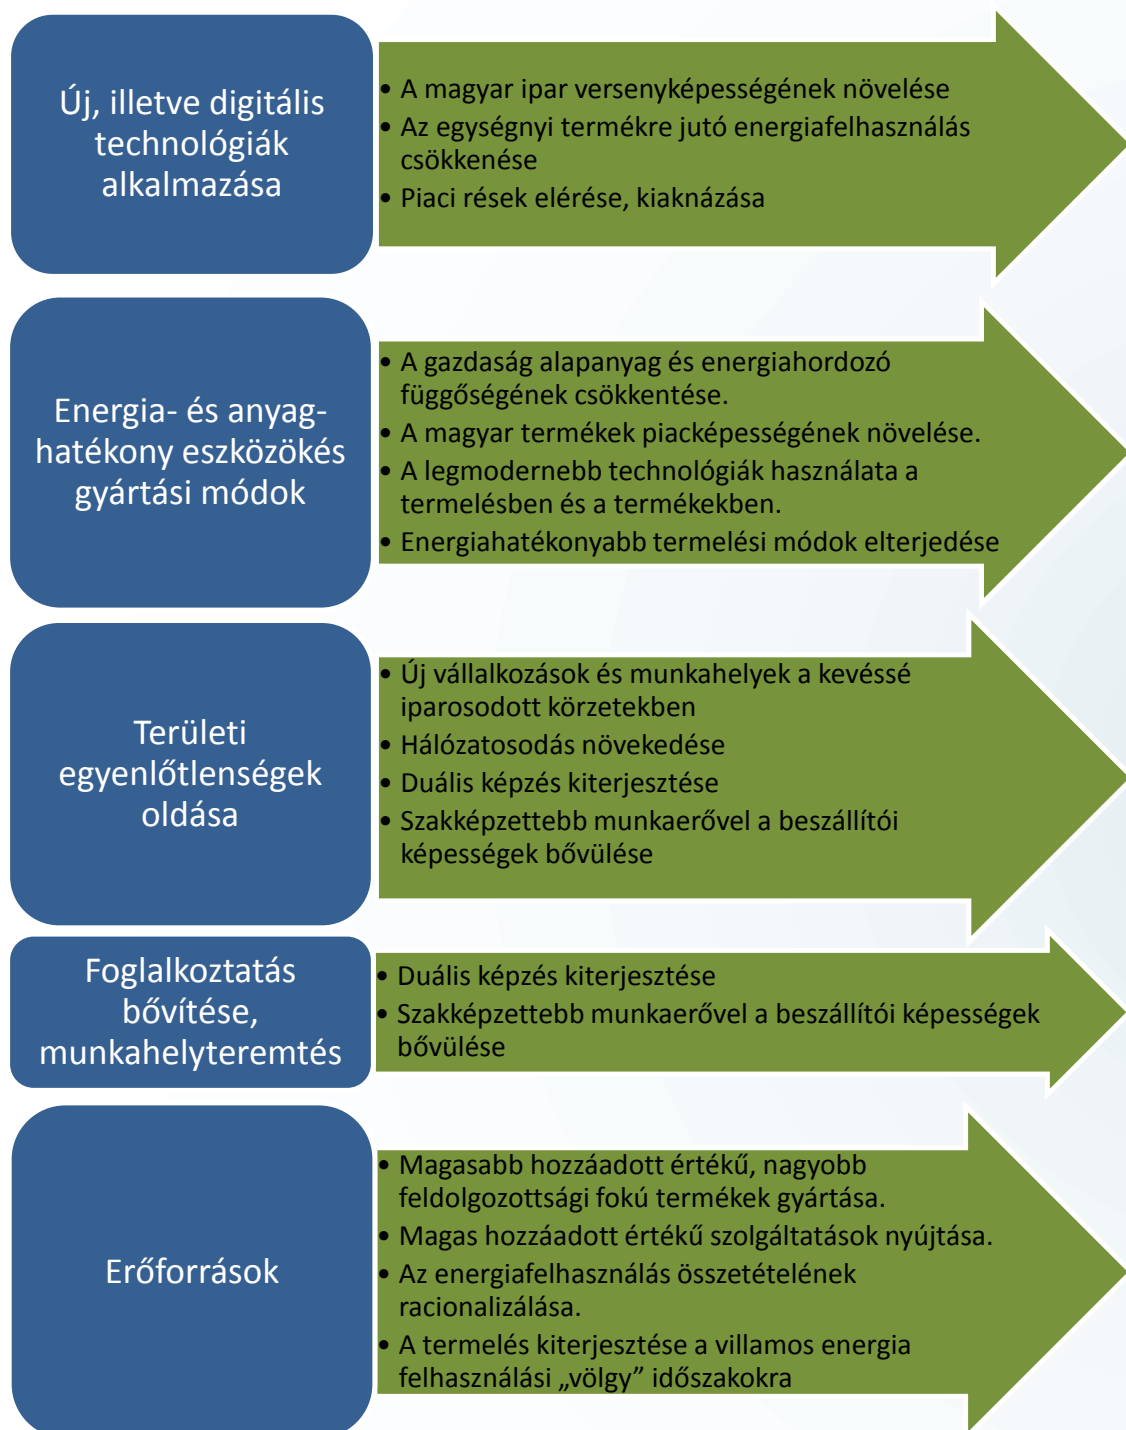 Új, illetve digitális
technológiák
alkalmazása
• A magyar ipar versenyképességének növelése
• Az egységnyi termékre jutó energiafelhasználás
csökkenése
• Piaci rések elérése, kiaknázása
Energia- és anyag-
hatékony eszközökés
gyártási módok
• A gazdaság alapanyag és energiahordozó
függőségének csökkentése.
• A magyar termékek piacképességének növelése.
• A legmodernebb technológiák használata a
termelésben és a termékekben.
• Energiahatékonyabb termelési módok elterjedése
Területi
egyenlőtlenségek
oldása
• Új vállalkozások és munkahelyek a kevéssé
iparosodott körzetekben
• Hálózatosodás növekedése
• Duális képzés kiterjesztése
• Szakképzettebb munkaerővel a beszállítói
képességek bővülése
Foglalkoztatás
bővítése,
munkahelyteremtés
• Duális képzés kiterjesztése
• Szakképzettebb munkaerővel a beszállítói képességek
bővülése
Erőforrások
• Magasabb hozzáadott értékű, nagyobb
feldolgozottsági fokú termékek gyártása.
• Magas hozzáadott értékű szolgáltatások nyújtása.
• Az energiafelhasználás összetételének
racionalizálása.
• A termelés kiterjesztése a villamos energia
felhasználási „völgy” időszakokra